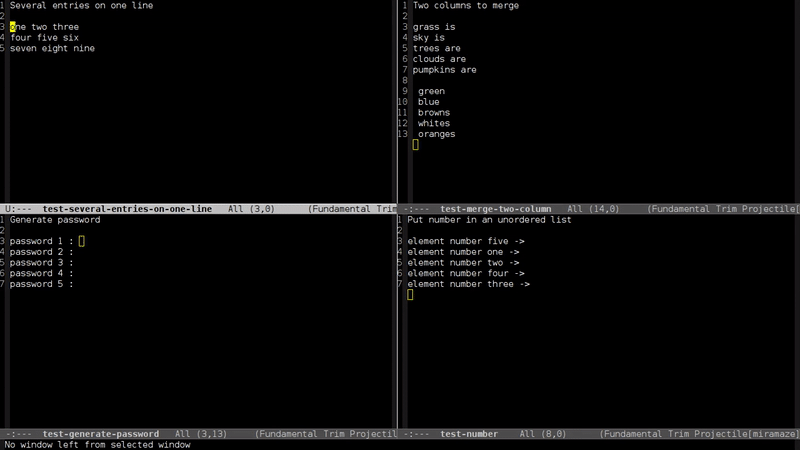 1 Several entries on one line
2
3 one two three
4 four five six
5 seven eight nine
U:--- test-several-entries-on-one-line All (3,0) (Fundamental Trim
1 Two columns to merge
2
3 grass is
4 sky is
5 trees are
6 clouds are
7 pumpkins are
8
9 green
10 blue
11 browns
12 whites
13 oranges
-:--- test-merge-two-column All (14,0) (Fundamental Trim Projectile[
1 Generate password
2
3 password 1 :
4 password 2 :
5 password 3 :
6 password 4 :
7 password 5 :
-:--- test-generate-password All (3,13) (Fundamental Trim Projectil
1 Put number in an unordered list
2
3 element number five ->
4 element number one ->
5 element number two ->
6 element number four ->
7 element number three ->
-:--- test-number All (8,0) (Fundamental Trim Projectile[miramaze]
No window left from selected window